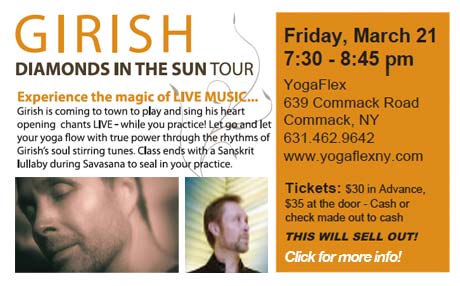 GIRISH
DIAMONDS IN THE SUN TOUR
Experience the magic of LIVE MUSIC...
Girish is coming to town to play and sing his heart
opening chants LIVE – while you practice! Let go and let
your yoga flow with true power through the rhythms of
Girish's soul stirring tunes. Class ends with a Sanskrit
lullaby during Savasana to seal in your practice.
Friday, March 21
7:30 - 8:45 pm
YogaFlex
639 Commack Road
Commack, NY
631.462.9642
www.yogaflexny.com
Tickets: $30 in Advance,
$35 at the door - Cash or
check made out to cash
THIS WILL SELL OUT!
Click for more info!